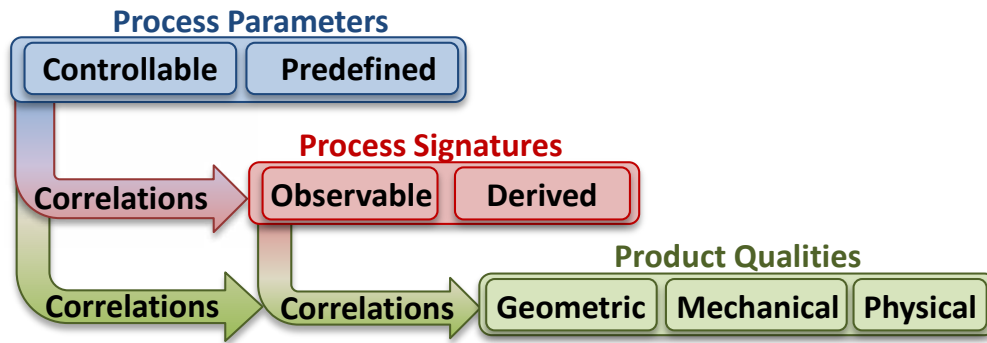 Process Parameters
Controllable Predefined
Process Signatures
Correlations Observable Derived
Product Qualities
Correlations Correlations Geometric Mechanical Physical